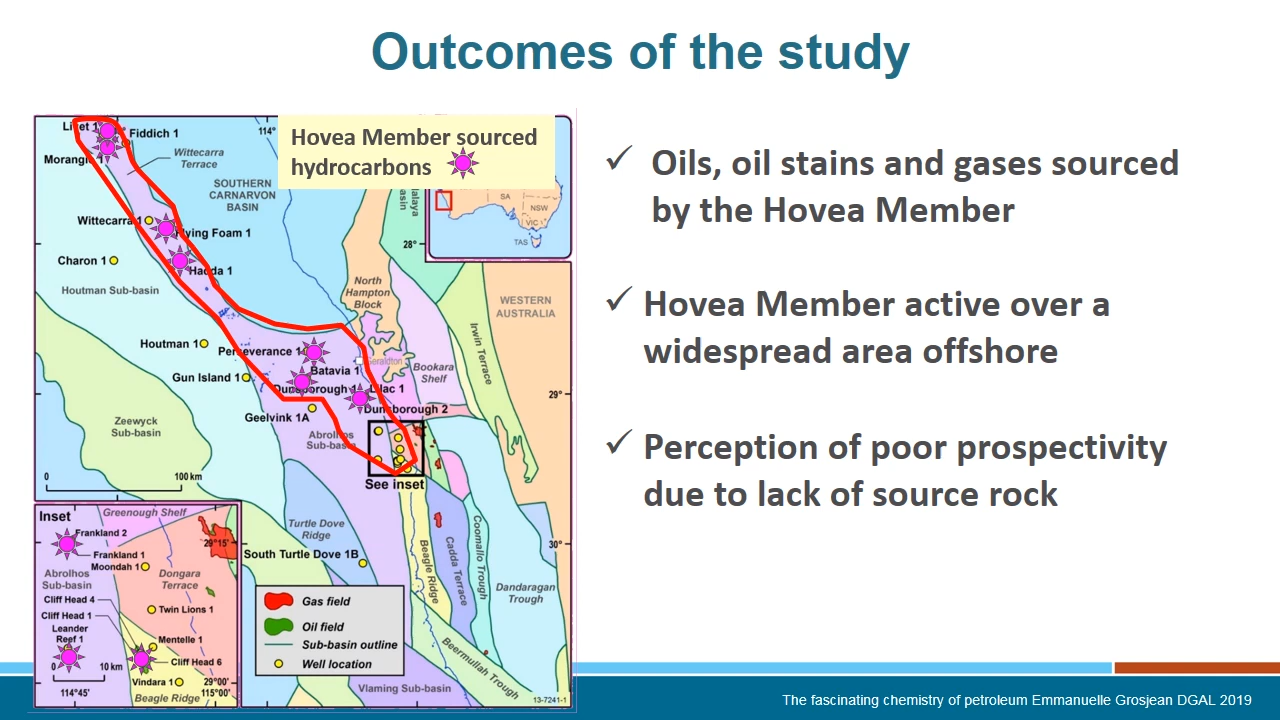 Outcomes of the study
Hovea Member sourced
hydrocarbons
✓ Oils, oil stains and gases sourced
by the Hovea Member
✓ Hovea Member active over a
widespread area offshore
✓ Perception of poor prospectivity
due to lack of source rock
Fiddich 1
114°
Wittecarra
Terrace
SOUTHERN
CARNARVON
BASIN
SA
NSW
VIC
TAS
Wittecarra 1
Flying Foam 1
28°
Charon 1
Hadda 1
Houtman Sub-basin
North
Hampton
Block
WESTERN
AUSTRALIA
Irwin Terrace
Houtman 1
Perseverance 1
Geraldton
Batavia 1
Bookara
Shelf
Gun Island 1
Lilac 1
29°
Dunsborough 2
Geelvink 1A
Zeewyck
Sub-basin
Abrolhos
0
100 km
See inset
Inset
Greenough Shelf
Frankland 2
29°15'
Frankland 1
Moondah 1
Abrolhos
Sub-basin
Dongara
Terrace
Cliff Head 4
Twin Lions 1
Cliff Head 1
Leander
Reef 1
Mentelle 1
0
10 km
Cliff Head 6
Vindara 1
29°00'
114°45'
115°00'
Beagle Ridge
Turtle Dove
Ridge
South Turtle Dove 1B
30°
Beagle Ridge
Cadda Terrace
Coomallo Trough
Dandaragan
Trough
Gas field
Oil field
Sub-basin outline
Well location
Beermullah Trough
Vlaming Sub-basin
13-7241-1
The fascinating chemistry of petroleum Emmanuelle Grosjean DGAL 2019